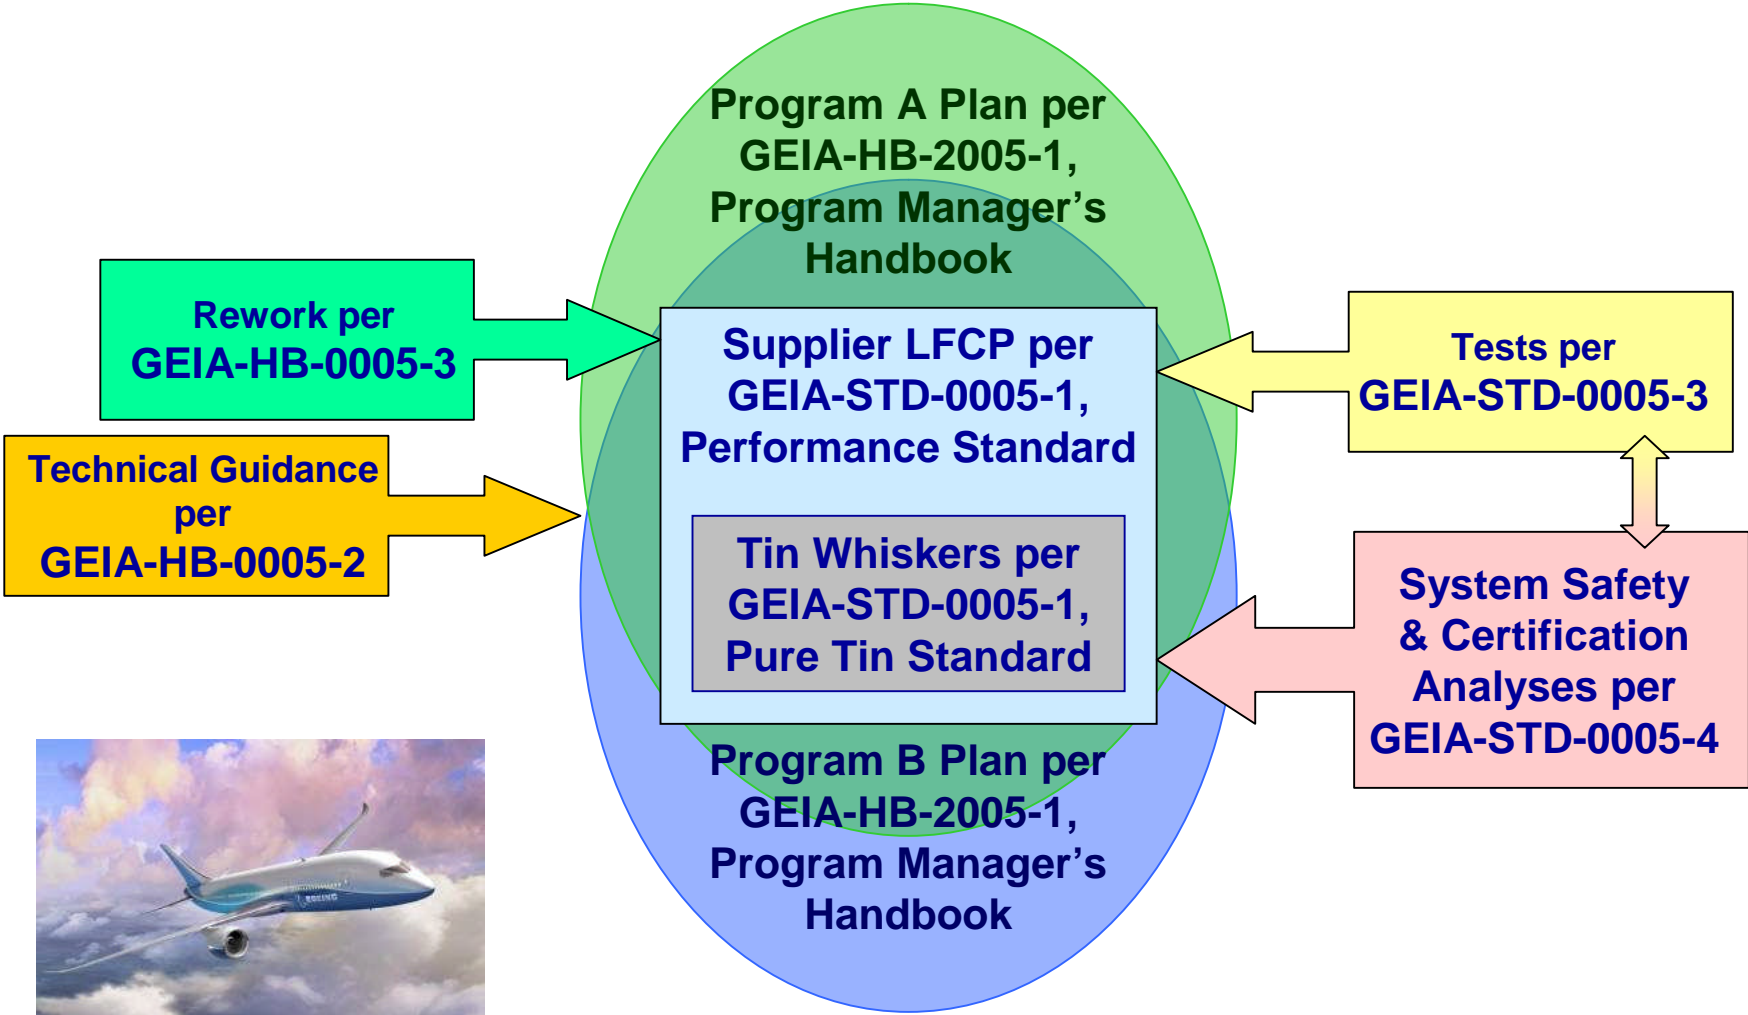 Program A Plan per
GEIA-HB-2005-1,
Program Manager’s
Handbook
Rework per
GEIA-HB-0005-3
Technical Guidance
per
GEIA-HB-0005-2
Supplier LFCP per
GEIA-STD-0005-1,
Performance Standard
Tin Whiskers per
GEIA-STD-0005-1,
Pure Tin Standard
Tests per
GEIA-STD-0005-3
System Safety
& Certification
Analyses per
GEIA-STD-0005-4
Program B Plan per
GEIA-HB-2005-1,
Program Manager’s
Handbook
BOEING